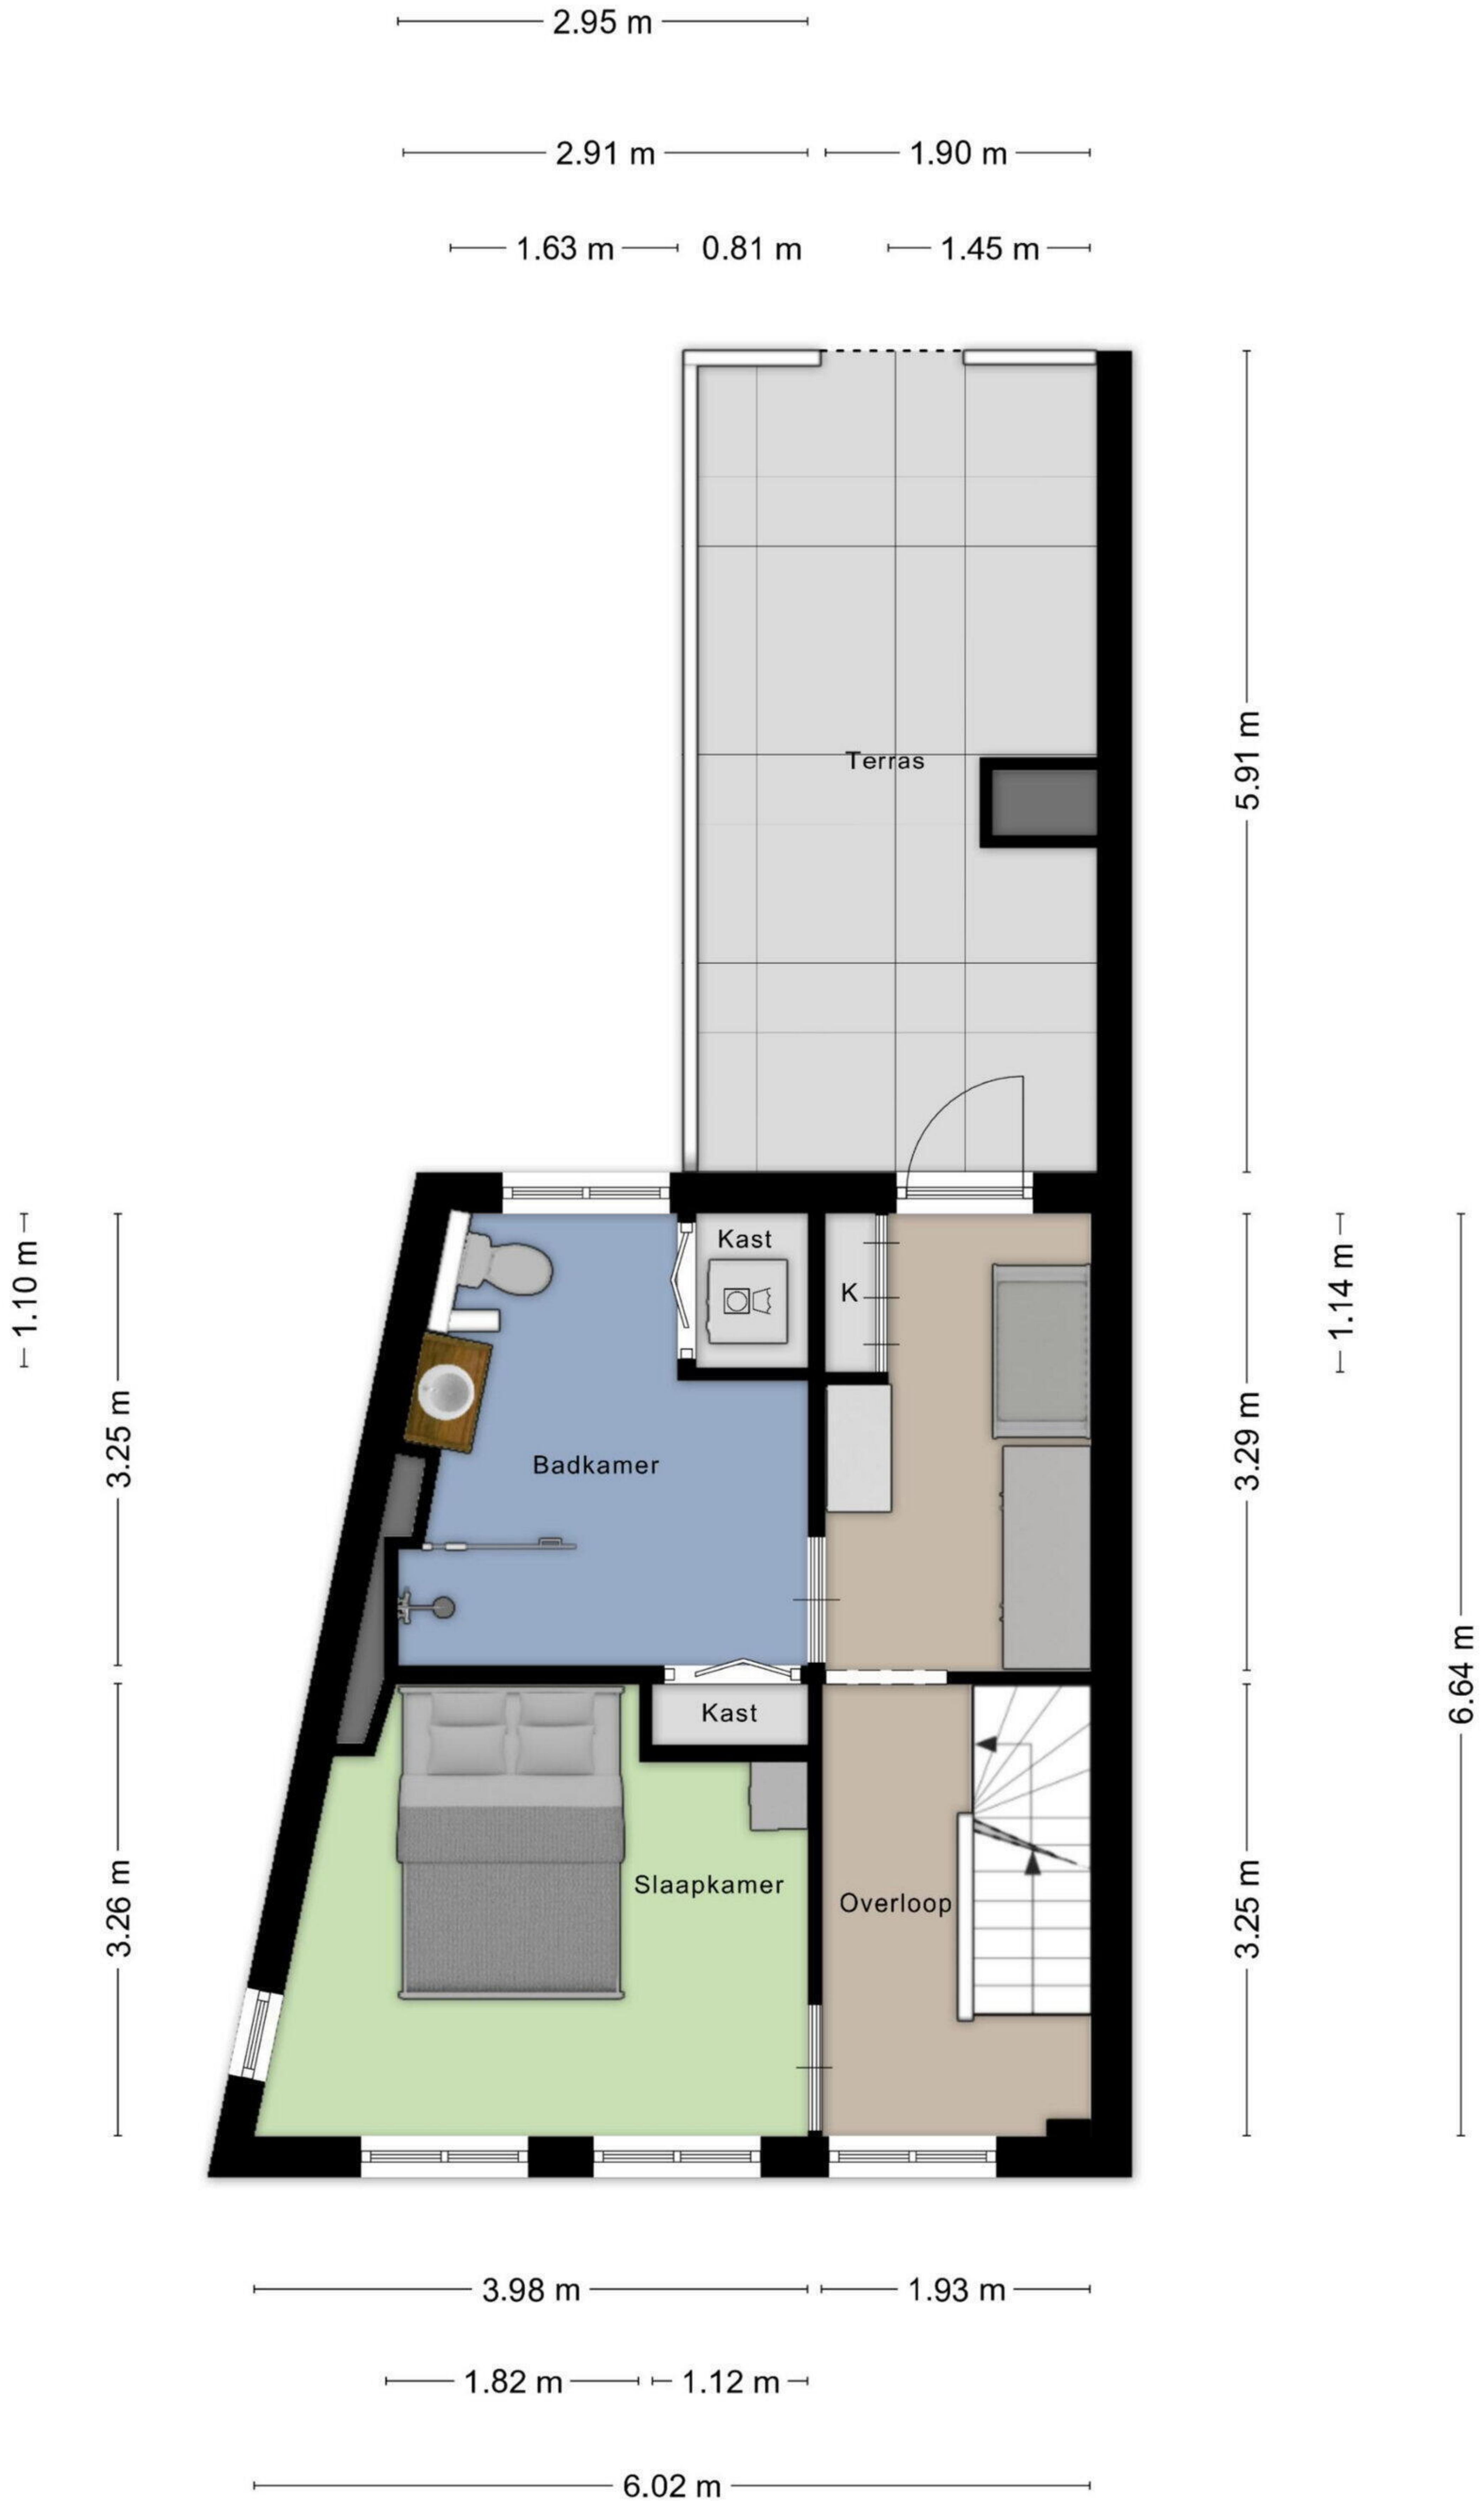 2.95 m
2.91 m
1.90 m
1.63 m
0.81 m
1.45 m
Terras
5.91 m
Kast
K
1.10 m
1.14 m
3.25 m
3.29 m
Badkamer
6.64 m
Kast
Slaapkamer
Overloop
3.26 m
3.25 m
3.98 m
1.93 m
1.82 m
1.12 m
6.02 m